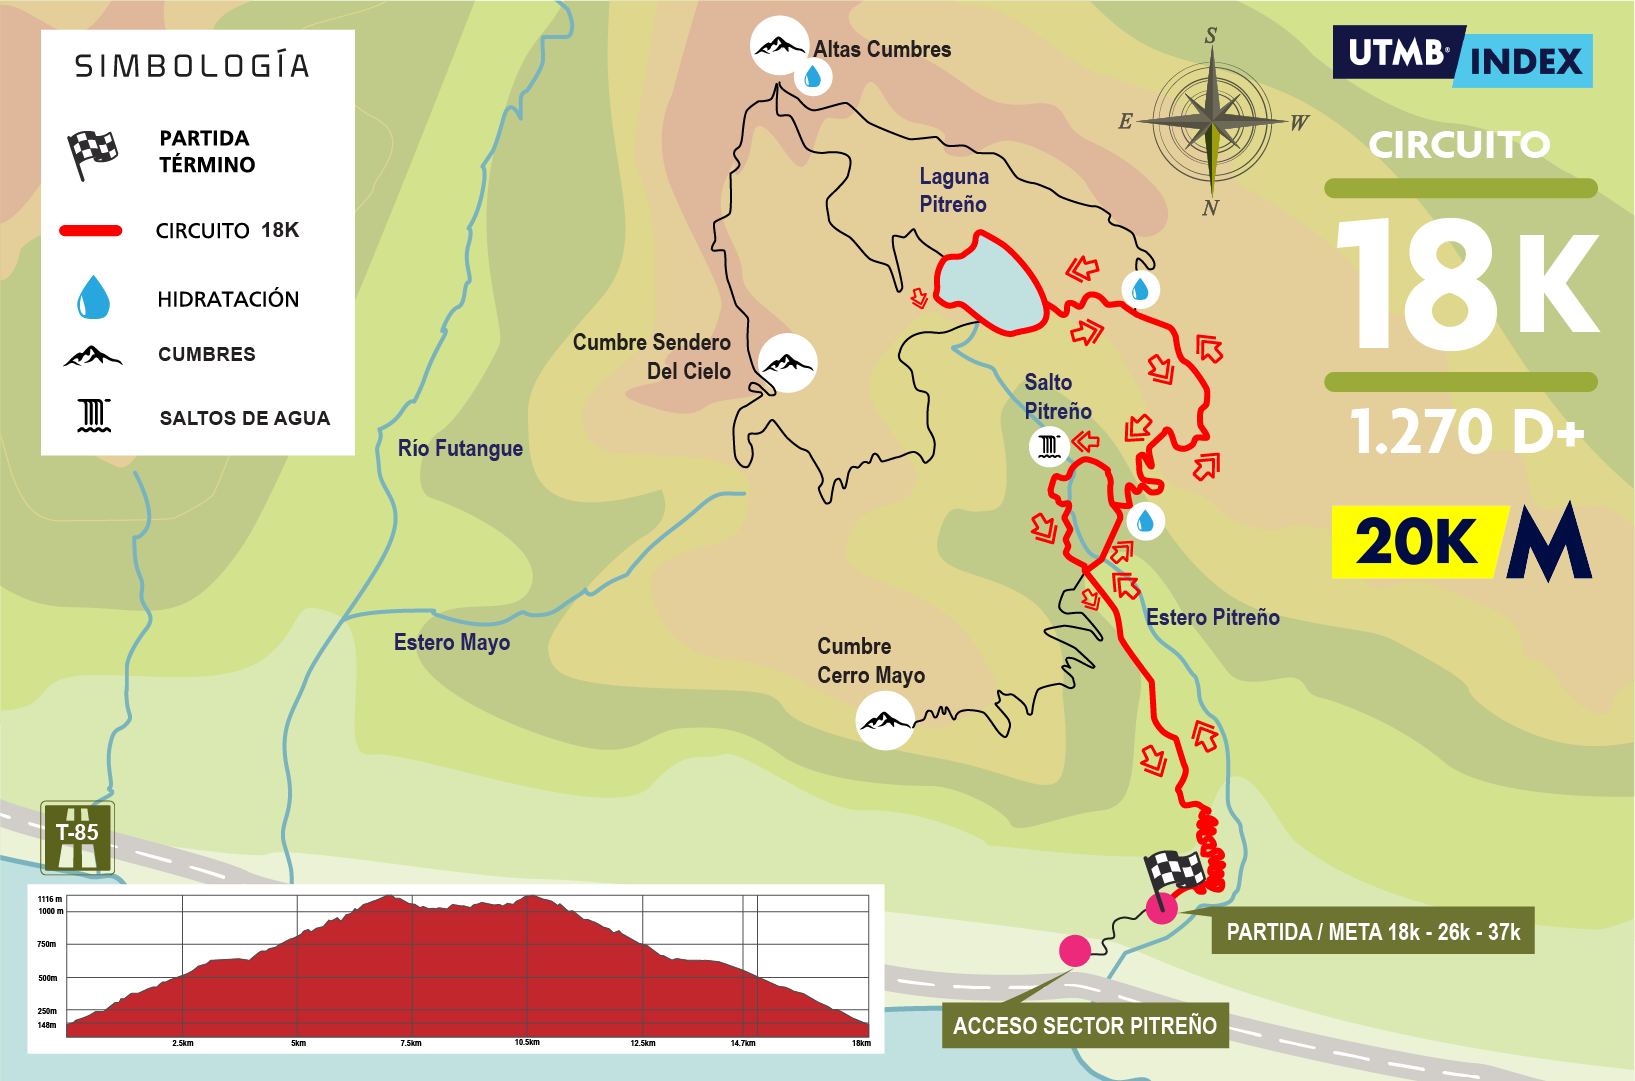 SIMBOLOGÍA
PARTIDA
TÉRMINO
CIRCUITO 18K
HIDRATACIÓN
CUMBRES
SALTOS DE AGUA
Altas Cumbres
Laguna
Pitreño
Cumbre Sendero
Del Cielo
Salto
Pitreño
Río Futangue
Estero Mayo
Cumbre
Cerro Mayo
Estero Pitreño
S
E
W
N
UTMB® INDEX
CIRCUITO
18K
1.270 D+
20K M
T-85
PARTIDA / META 18k - 26k - 37k
ACCESO SECTOR PITREÑO
1116 m
1000 m
750m
500m
250m
148m
2.5km 5km 7.5km 10.5km 12.5km 14.7km 18km